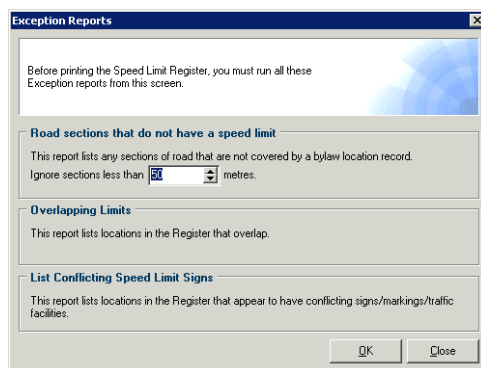 Exception Reports
Before printing the Speed Limit Register, you must run all these
Exception reports from this screen.
Road sections that do not have a speed limit
This report lists any sections of road that are not covered by a bylaw location record.
Ignore sections less than 50 metres.
Overlapping Limits
This report lists locations in the Register that overlap.
List Conflicting Speed Limit Signs
This report lists locations in the Register that appear to have conflicting signs/markings/traffic
facilities.
OK Close